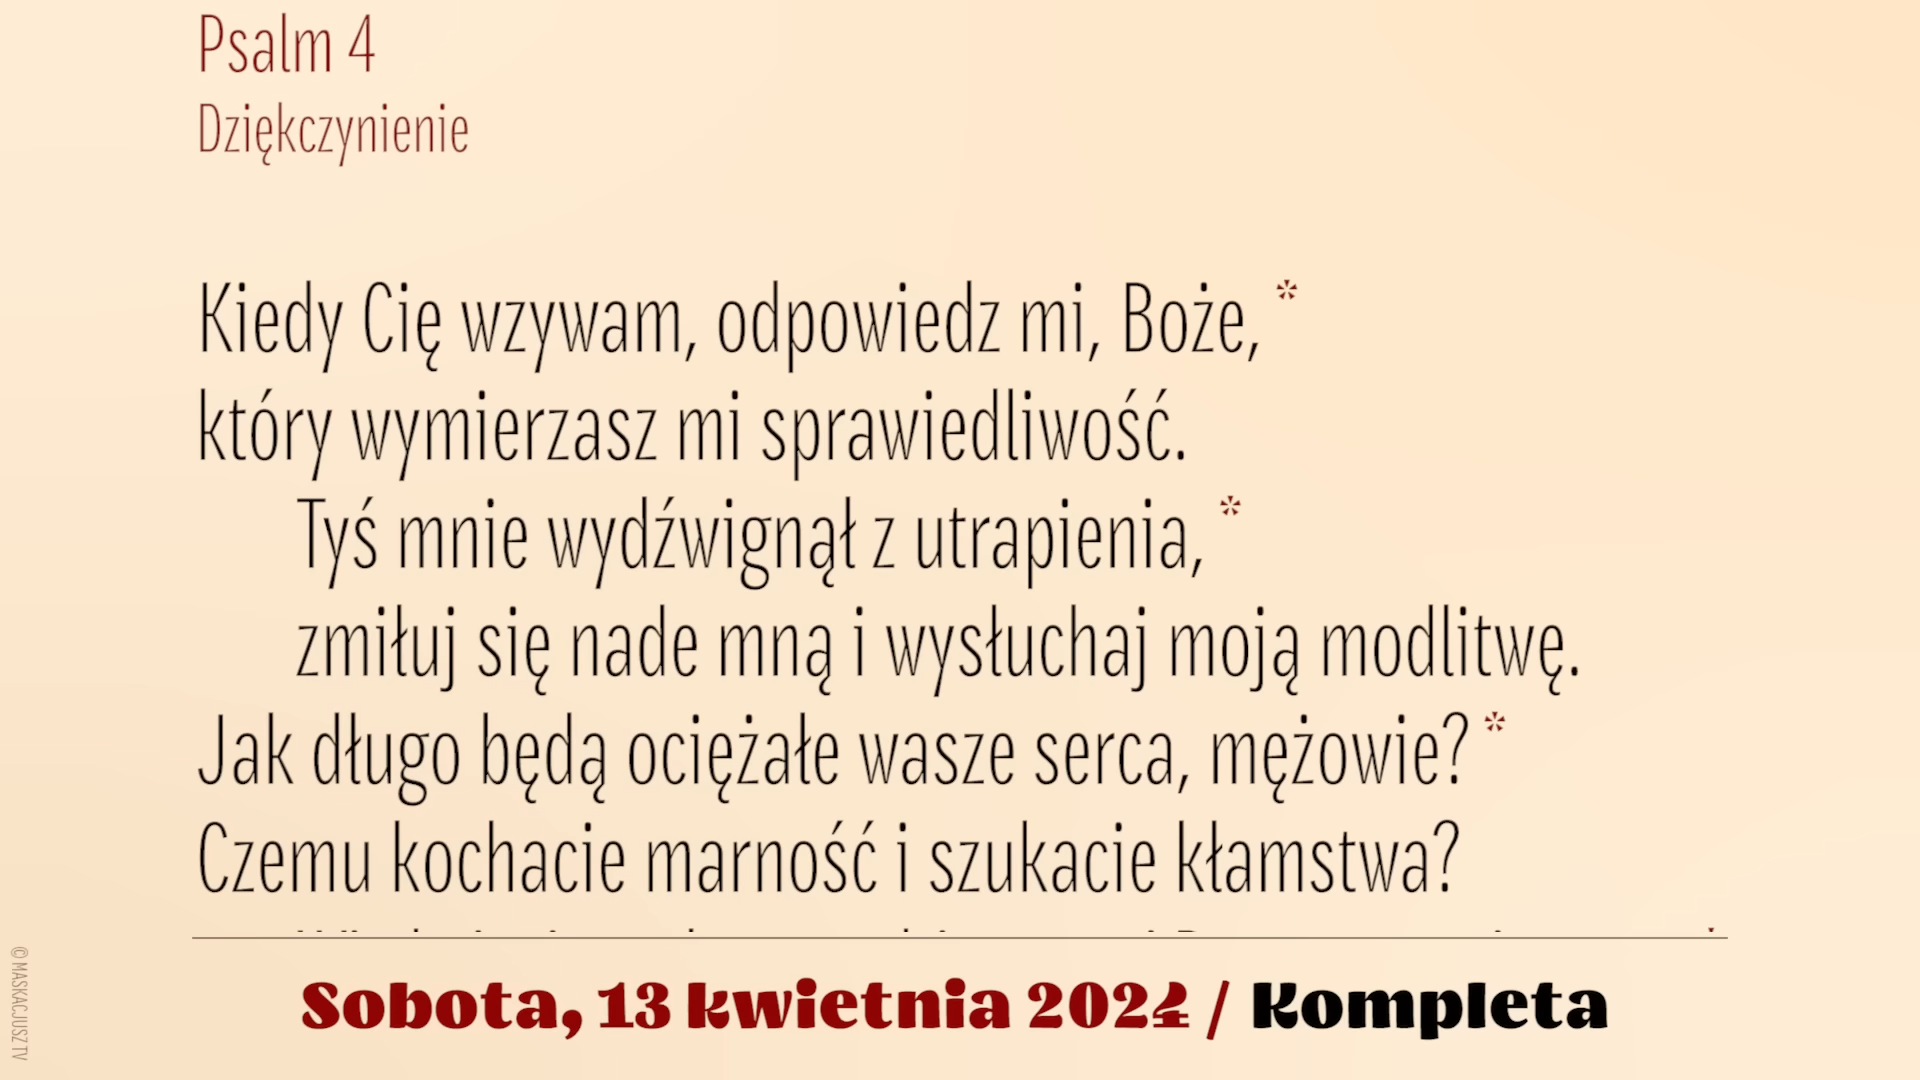 Psalm 4
Dziękczynienie
Kiedy Cię wzywam, odpowiedz mi, Boże, *
który wymierzasz mi sprawiedliwość.
Tyś mnie wydźwignął z utrapienia, *
zmiłuj się nade mną i wysłuchaj moją modlitwę.
Jak długo będą ociężałe wasze serca, mężowie? *
Czemu kochacie marność i szukacie kłamstwa?
Sobota, 13 kwietnia 2024 / Kompleta
© MASKACJUSZ TV